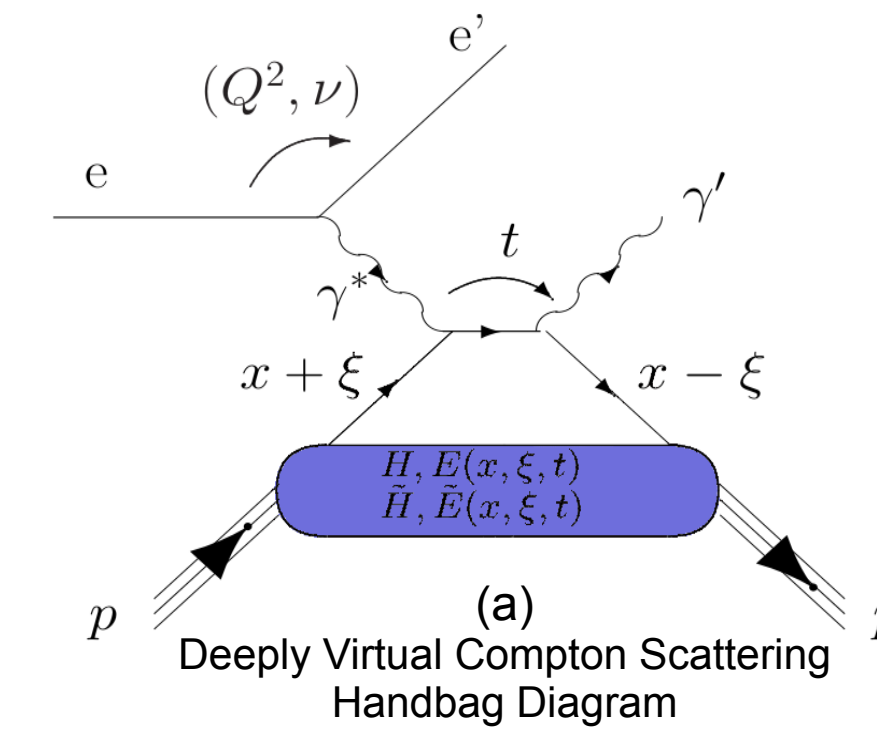 e'
(Q², ν)
e
γ′
t
γ*
x + ξ
x − ξ
H, E(x, ξ, t)
H̃, Ẽ(x, ξ, t)
p
(a)
Deeply Virtual Compton Scattering
Handbag Diagram